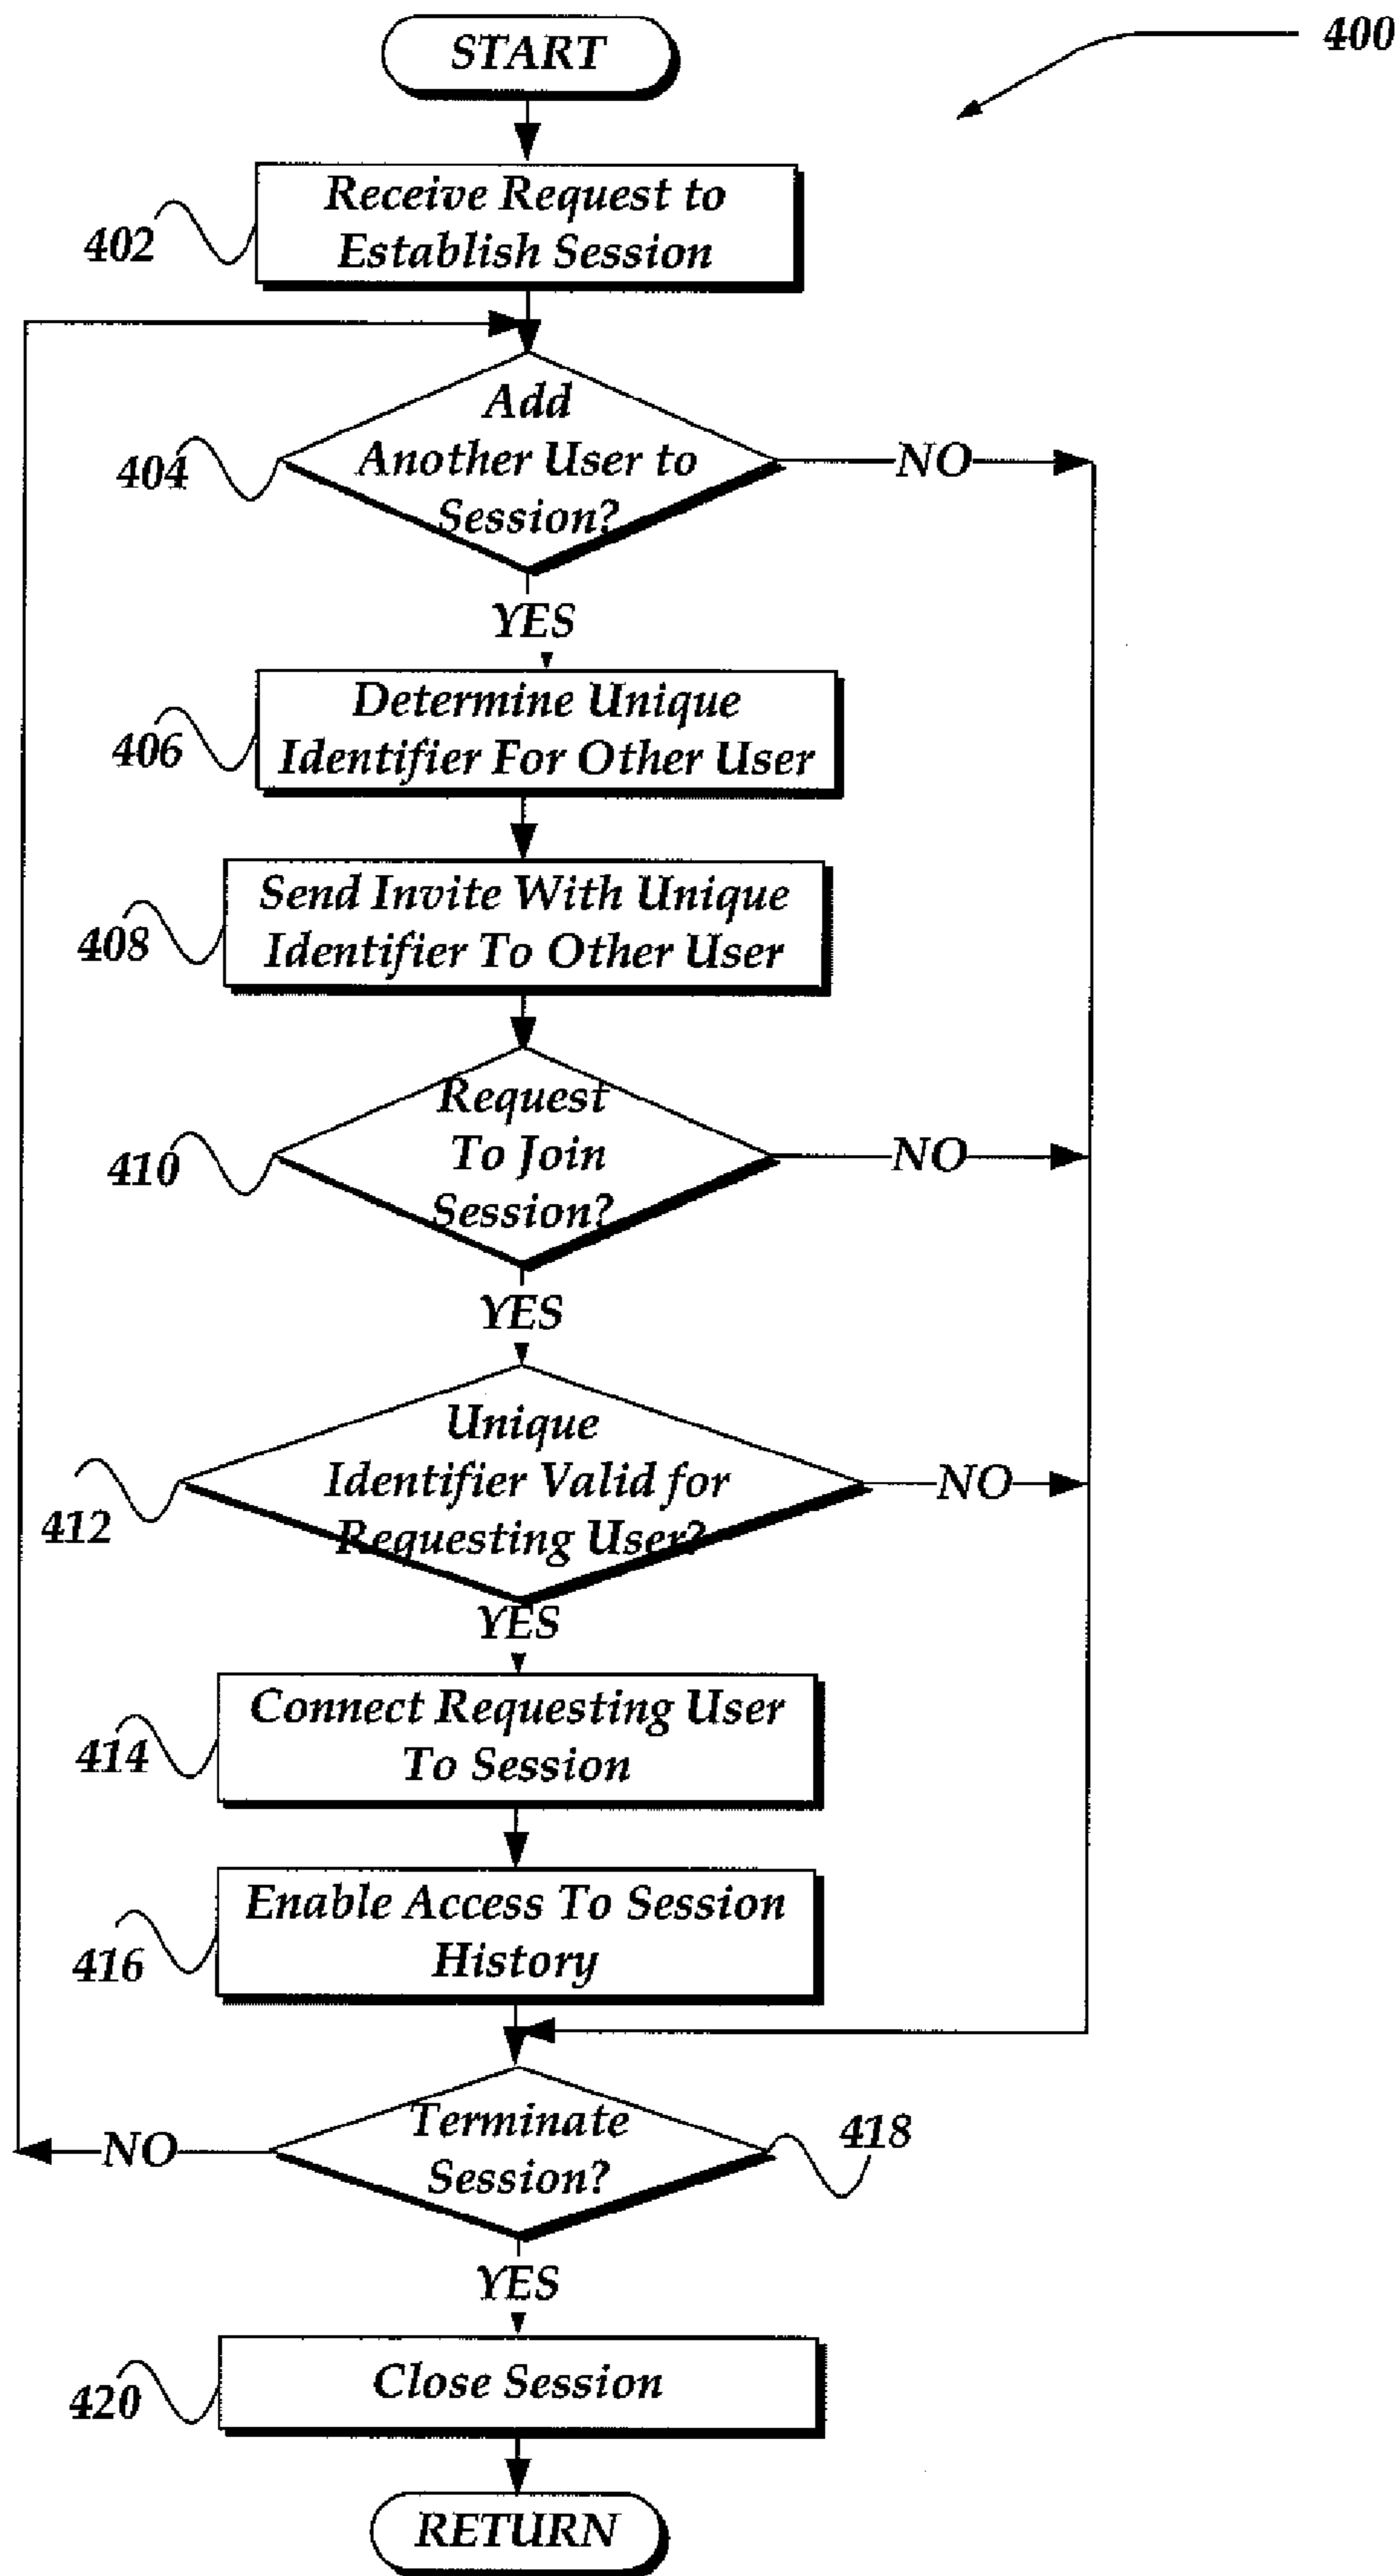 START
400
Receive Request to
Establish Session
402
Add
Another User to
Session?
404
NO
YES
Determine Unique
Identifier For Other User
406
Send Invite With Unique
Identifier To Other User
408
Request
To Join
Session?
410
NO
YES
Unique
Identifier Valid for
Requesting User?
412
NO
YES
Connect Requesting User
To Session
414
Enable Access To Session
History
416
Terminate
Session?
418
NO
YES
Close Session
420
RETURN